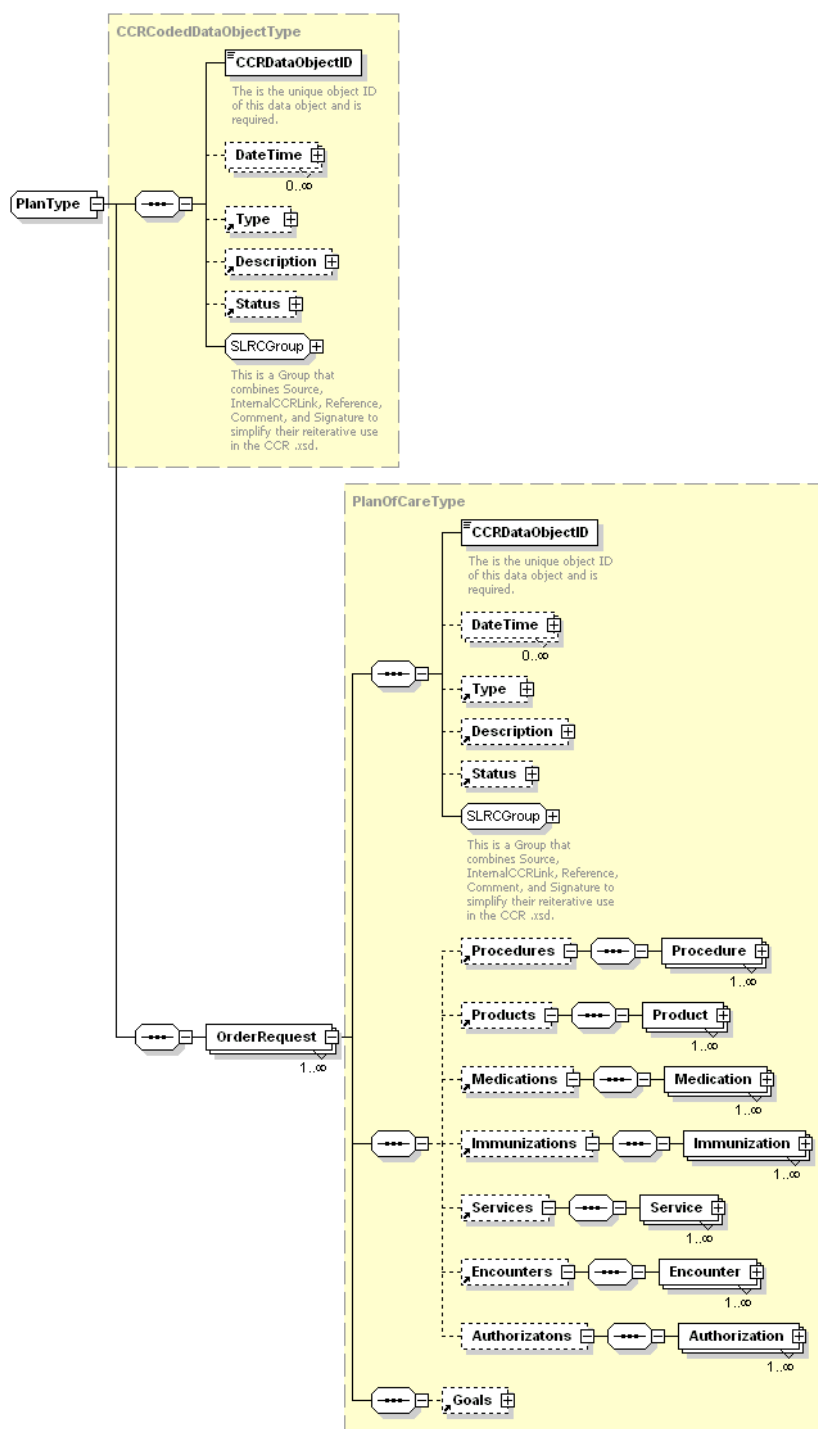 CCRCodedDataObjectType
CCRDataObjectID
The is the unique object ID
of this data object and is
required.
DateTime
0..∞
PlanType
Type
Description
Status
SLRCGroup
This is a Group that
combines Source,
InternalCCRLink, Reference,
Comment, and Signature to
simplify their reiterative use
in the CCR .xsd.
PlanOfCareType
CCRDataObjectID
The is the unique object ID
of this data object and is
required.
DateTime
0..∞
Type
Description
Status
SLRCGroup
This is a Group that
combines Source,
InternalCCRLink, Reference,
Comment, and Signature to
simplify their reiterative use
in the CCR .xsd.
Procedures Procedure
1..∞
Products Product
1..∞
OrderRequest
1..∞
Medications Medication
1..∞
Immunizations Immunization
1..∞
Services Service
1..∞
Encounters Encounter
1..∞
Authorizatons Authorization
1..∞
Goals